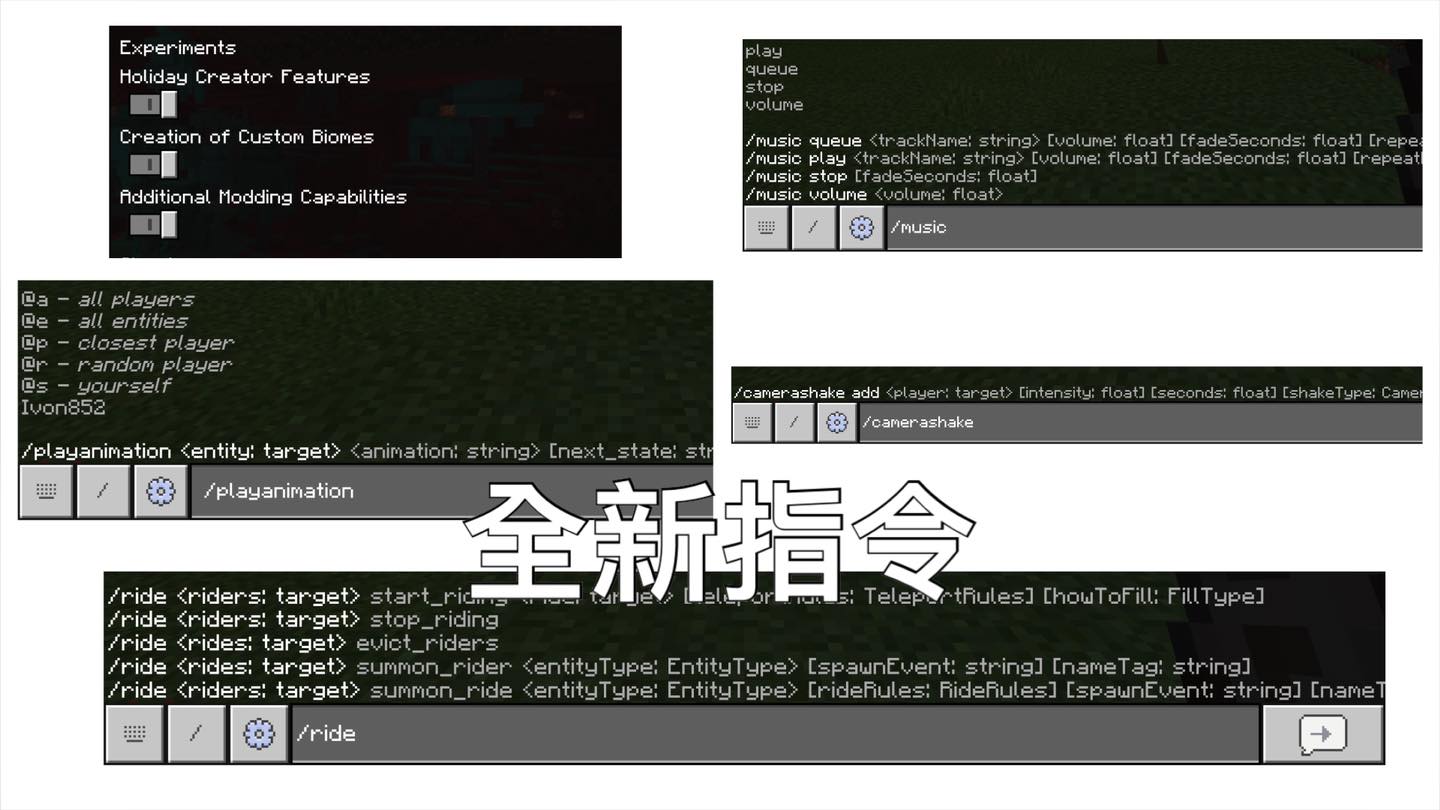 Experiments
Holiday Creator Features
Creation of Custom Biomes
Additional Modding Capabilities
play
queue
stop
volume
/music queue <trackName: string> [volume: float] [fadeSeconds: float] [repea
/music play <trackName: string> [volume: float] [fadeSeconds: float] [repeat
/music stop [fadeSeconds: float]
/music volume <volume: float>
/music
@a - all players
@e - all entities
@p - closest player
@r - random player
@s - yourself
Ivon852
/playanimation <entity: target> <animation: string> [next_state: str
/playanimation
/camerashake add <player: target> [intensity: float] [seconds: float] [shakeType: Camer
/camerashake
全新指令
/ride <riders: target> start_riding TeleportRules] [howToFill: FillType]
/ride <riders: target> stop_riding
/ride <rides: target> evict_riders
/ride <rides: target> summon_rider <entityType: EntityType> [spawnEvent: string] [nameTag: string]
/ride <riders: target> summon_ride <entityType: EntityType> [rideRules: RideRules] [spawnEvent: string] [nameT
/ride